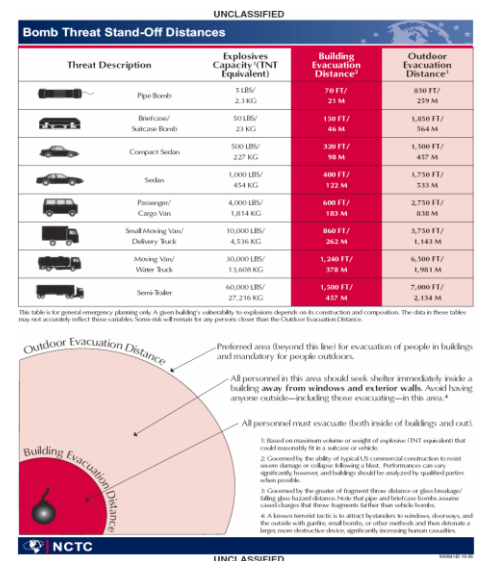 UNCLASSIFIED
Bomb Threat Stand-Off Distances
Threat Description
Explosives
Capacity¹(TNT
Equivalent)
Building
Evacuation
Distance²
Outdoor
Evacuation
Distance³
Pipe Bomb
5 LBS/
2.3 KG
70 FT/
21 M
850 FT/
259 M
Briefcase/
Suitcase Bomb
50 LBS/
23 KG
150 FT/
46 M
1,850 FT/
564 M
Compact Sedan
500 LBS/
227 KG
320 FT/
98 M
1,500 FT/
457 M
Sedan
1,000 LBS/
454 KG
400 FT/
122 M
1,750 FT/
533 M
Passenger/
Cargo Van
4,000 LBS/
1,814 KG
600 FT/
183 M
2,750 FT/
838 M
Small Moving Van/
Delivery Truck
10,000 LBS/
4,536 KG
860 FT/
262 M
3,750 FT/
1,143 M
Moving Van/
Water Truck
30,000 LBS/
13,608 KG
1,240 FT/
378 M
6,500 FT/
1,981 M
Semi-Trailer
60,000 LBS/
27,216 KG
1,500 FT/
457 M
7,000 FT/
2,134 M
This table is for general emergency planning only. A given building's vulnerability to explosions depends on its construction and composition. The data in these tables
may not accurately reflect these variables. Some risk will remain for any persons closer than the Outdoor Evacuation Distance.
Outdoor Evacuation Distance
Preferred area (beyond this line) for evacuation of people in buildings
and mandatory for people outdoors.
All personnel in this area should seek shelter immediately inside a
building away from windows and exterior walls. Avoid having
anyone outside—including those evacuating—in this area.⁴
All personnel must evacuate (both inside of buildings and out).
Building Evacuation Distance
1: Based on maximum volume or weight of explosive (TNT equivalent) that
could reasonably fit in a suitcase or vehicle.
2: Governed by the ability of typical US commercial construction to resist
severe damage or collapse following a blast. Performances can vary
significantly, however, and buildings should be analyzed by qualified parties
when possible.
3: Governed by the greater of fragment throw distance or glass breakage/
falling glass hazard distance. Note that pipe and briefcase bombs assume
cased charges that throw fragments farther than vehicle bombs.
4: A known terrorist tactic is to attract bystanders to windows, doorways, and
the outside with gunfire, small bombs, or other methods and then detonate a
larger, more destructive device, significantly increasing human casualties.
NCTC
UNCLASSIFIED